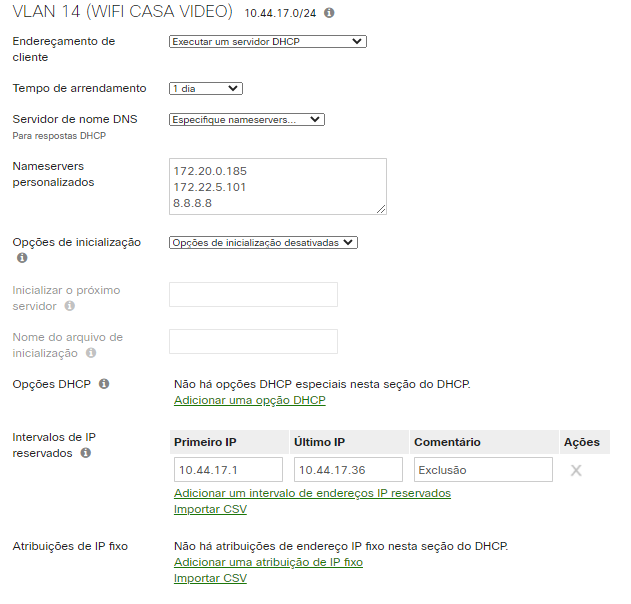 VLAN 14 (WIFI CASA VIDEO) 10.44.17.0/24
Endereçamento de
cliente
Executar um servidor DHCP
Tempo de arrendamento
1 dia
Servidor de nome DNS
Para respostas DHCP
Especifique nameservers...
Nameservers
personalizados
172.20.0.185
172.22.5.101
8.8.8.8
Opções de inicialização
Opções de inicialização desativadas
Inicializar o próximo
servidor
Nome do arquivo de
inicialização
Opções DHCP
Não há opções DHCP especiais nesta seção do DHCP.
Adicionar uma opção DHCP
Intervalos de IP
reservados
Primeiro IP Último IP Comentário Ações
10.44.17.1 10.44.17.36 Exclusão X
Adicionar um intervalo de endereços IP reservados
Importar CSV
Atribuições de IP fixo
Não há atribuições de endereço IP fixo nesta seção do DHCP.
Adicionar uma atribuição de IP fixo
Importar CSV